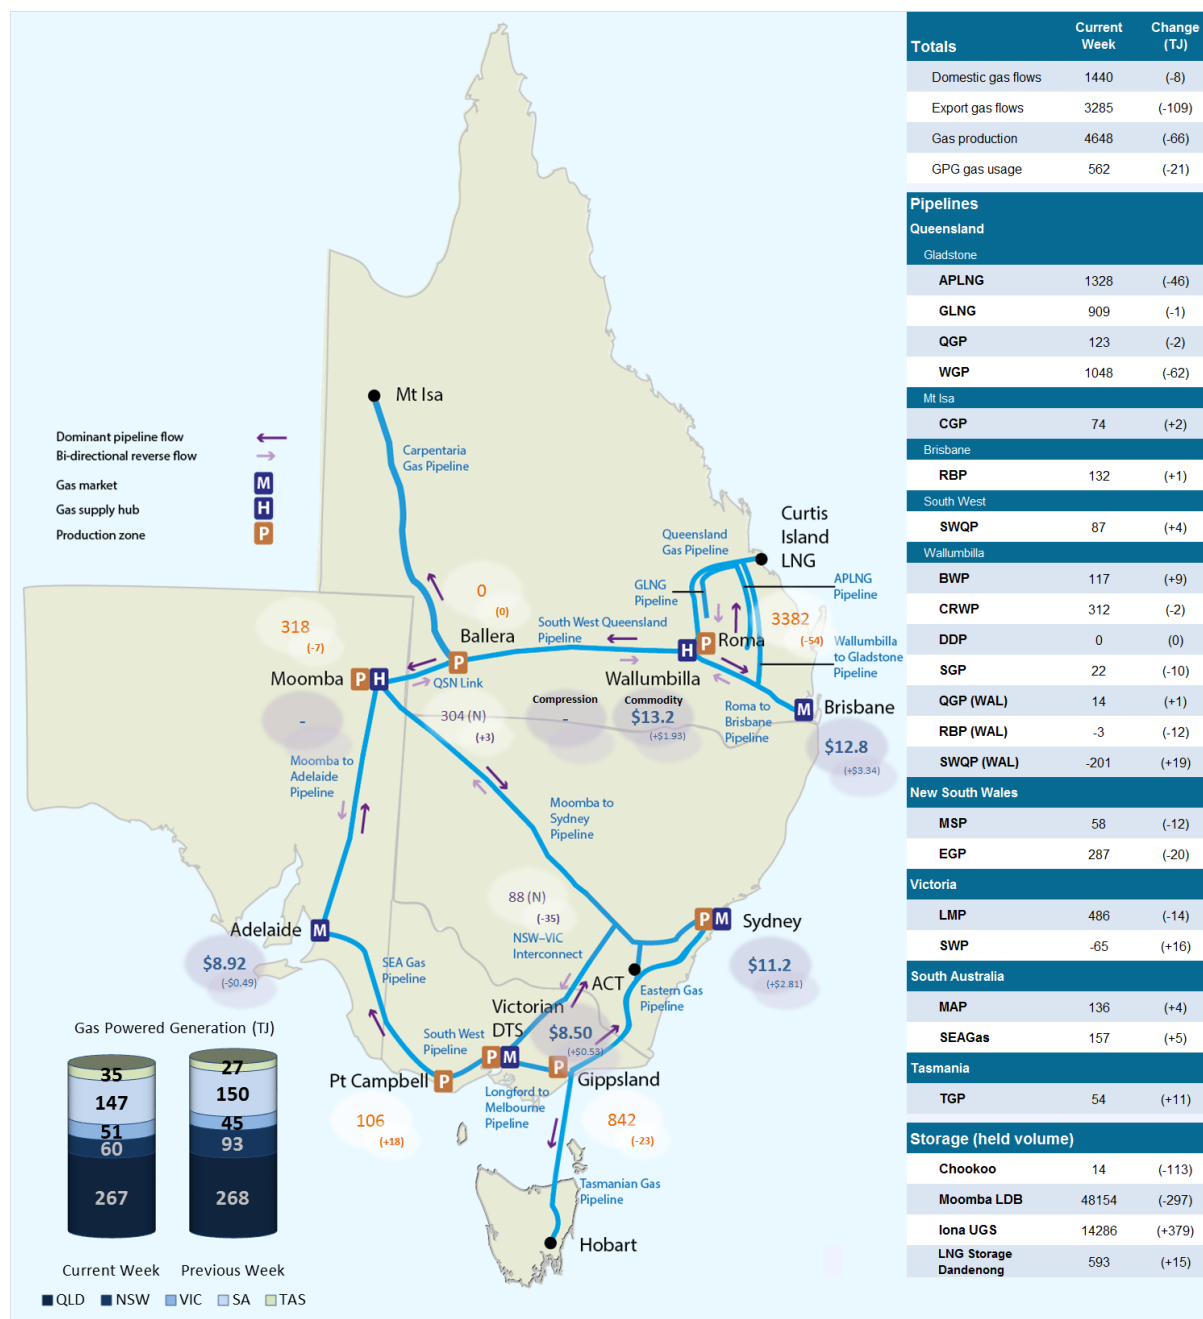 Mt Isa
Dominant pipeline flow
Bi-directional reverse flow
Gas market M
Gas supply hub H
Production zone P
Carpentaria
Gas Pipeline
Curtis
Island
LNG
Queensland
Gas Pipeline
GLNG
Pipeline
APLNG
Pipeline
0
(0)
3382
(-54)
318
(-7)
South West Queensland
Pipeline
Ballera
P
H
P
Roma
Wallumbilla
to Gladstone
Pipeline
Moomba
P
H
QSN Link
Wallumbilla
Compression
-
Commodity
$13.2
(+$1.93)
Roma to
Brisbane
Pipeline
M
Brisbane
$12.8
(+$3.34)
-
304 (N)
(+3)
Moomba to
Adelaide
Pipeline
Moomba to
Sydney
Pipeline
88 (N)
(-35)
NSW–VIC
Interconnect
P
M
Sydney
$11.2
(+$2.81)
Adelaide
M
$8.92
(-$0.49)
SEA Gas
Pipeline
ACT
Eastern Gas
Pipeline
Victorian
DTS
$8.50
(+$0.53)
South West
Pipeline
P
M
P
Gippsland
Pt Campbell
P
Longford to
Melbourne
Pipeline
106
(+18)
842
(-23)
Tasmanian Gas
Pipeline
Hobart
Gas Powered Generation (TJ)
35
147
51
60
267
27
150
45
93
268
Current Week
Previous Week
QLD NSW VIC SA TAS
Totals Current Week Change (TJ)
Domestic gas flows 1440 (-8)
Export gas flows 3285 (-109)
Gas production 4648 (-66)
GPG gas usage 562 (-21)
Pipelines
Queensland
Gladstone
APLNG 1328 (-46)
GLNG 909 (-1)
QGP 123 (-2)
WGP 1048 (-62)
Mt Isa
CGP 74 (+2)
Brisbane
RBP 132 (+1)
South West
SWQP 87 (+4)
Wallumbilla
BWP 117 (+9)
CRWP 312 (-2)
DDP 0 (0)
SGP 22 (-10)
QGP (WAL) 14 (+1)
RBP (WAL) -3 (-12)
SWQP (WAL) -201 (+19)
New South Wales
MSP 58 (-12)
EGP 287 (-20)
Victoria
LMP 486 (-14)
SWP -65 (+16)
South Australia
MAP 136 (+4)
SEAGas 157 (+5)
Tasmania
TGP 54 (+11)
Storage (held volume)
Chookoo 14 (-113)
Moomba LDB 48154 (-297)
Iona UGS 14286 (+379)
LNG Storage
Dandenong 593 (+15)